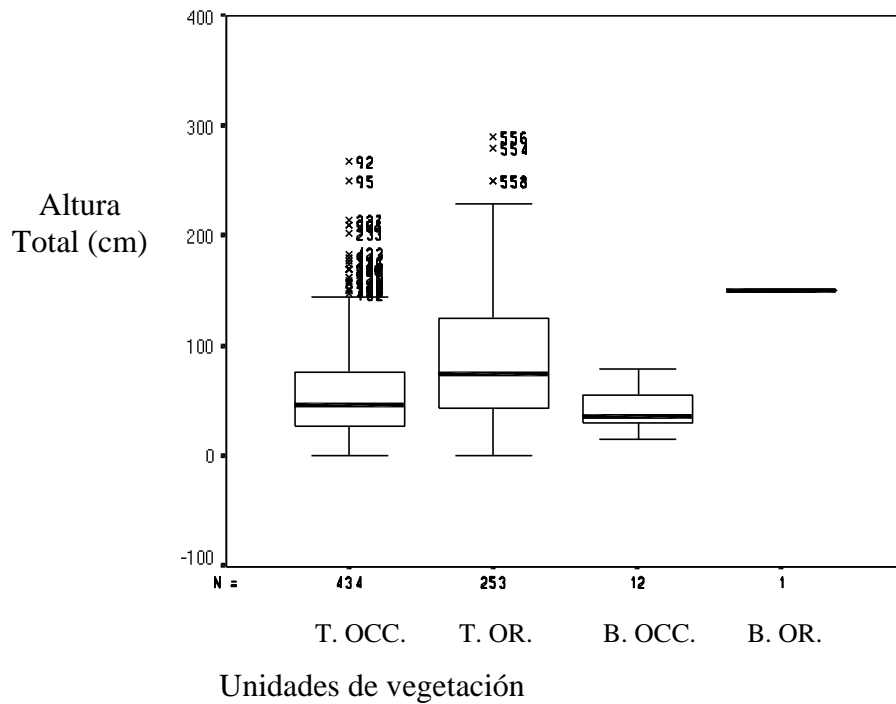 400
300
200
100
0
-100
Altura
Total (cm)
92
95
556
554
558
N = 434 253 12 1
T. OCC. T. OR. B. OCC. B. OR.
Unidades de vegetación